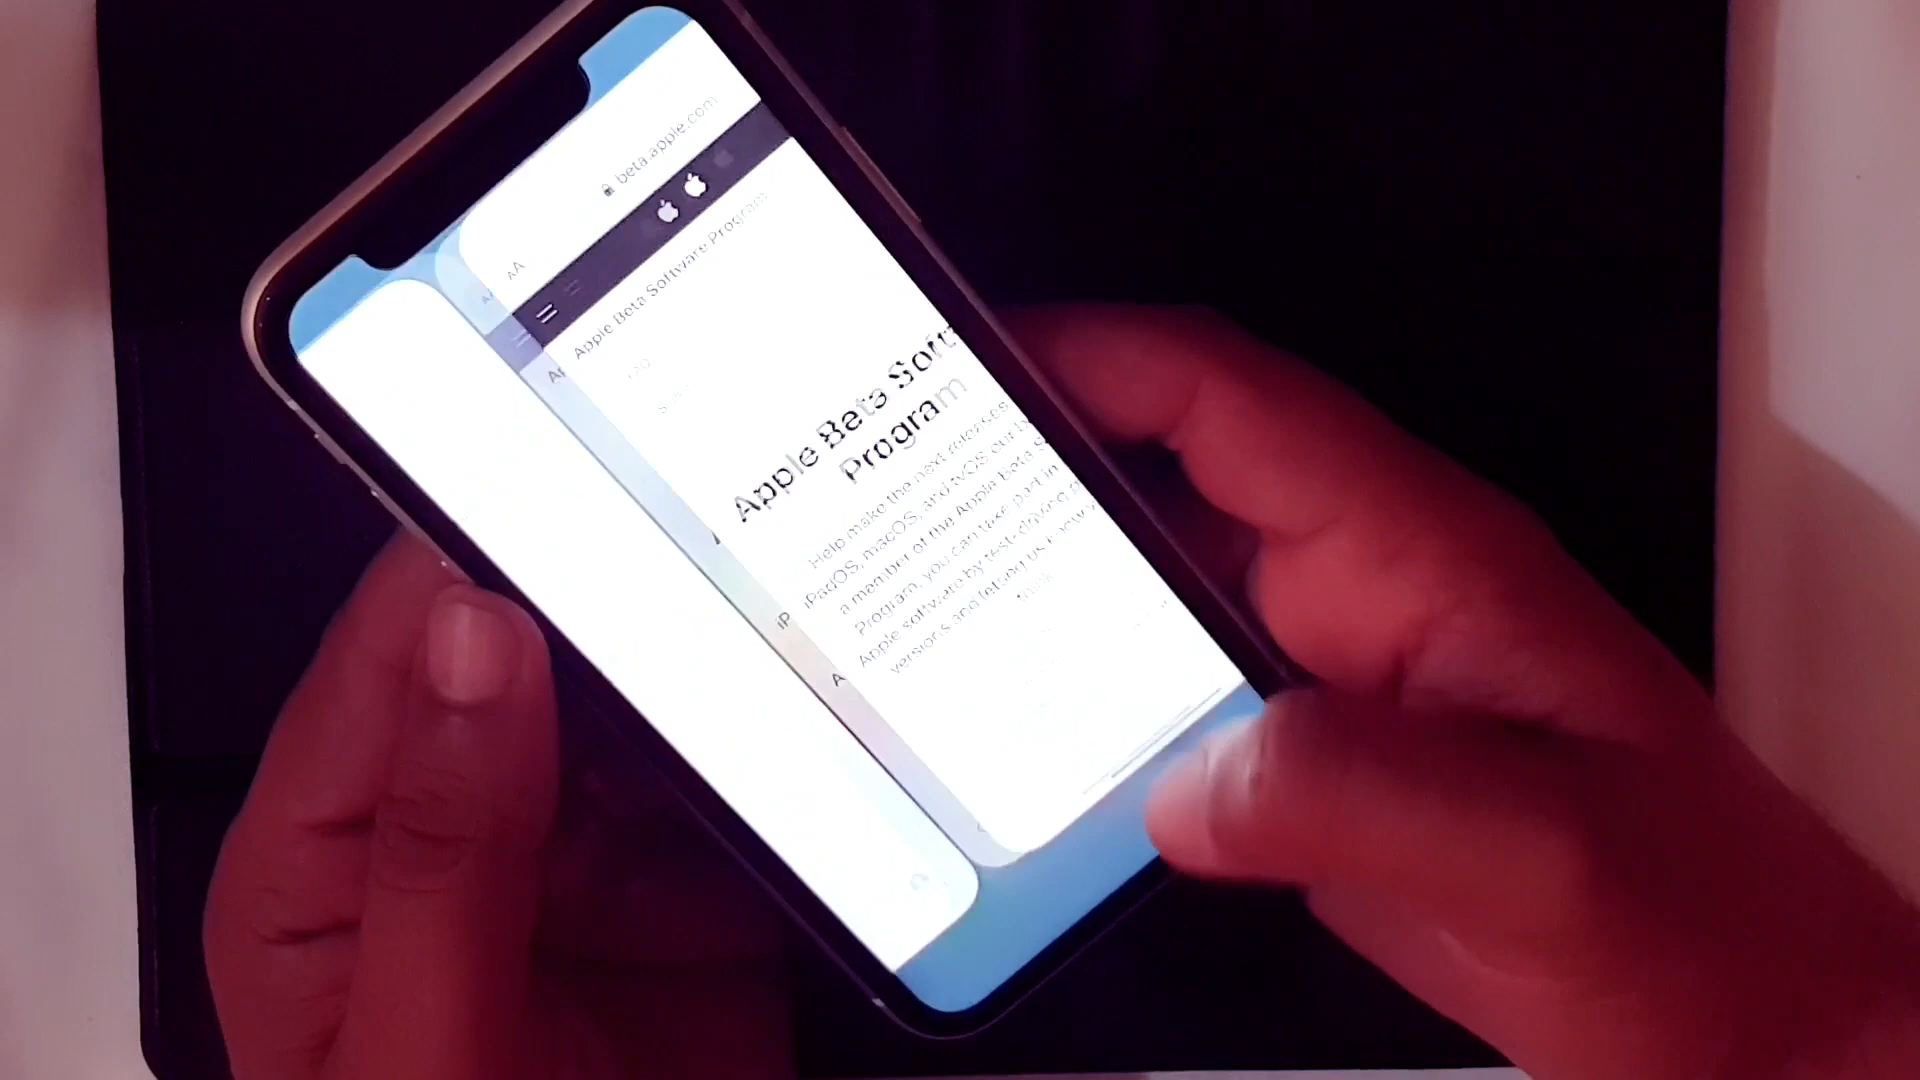 beta.apple.com
AA
Apple Beta Software Program
Apple Beta Soft
Program
Help make the next releases
iPadOS, macOS, and tvOS our b
a member of the Apple Beta S
Program, you can take part in
Apple software by test-driving p
versions and letting us know
think
iP
A